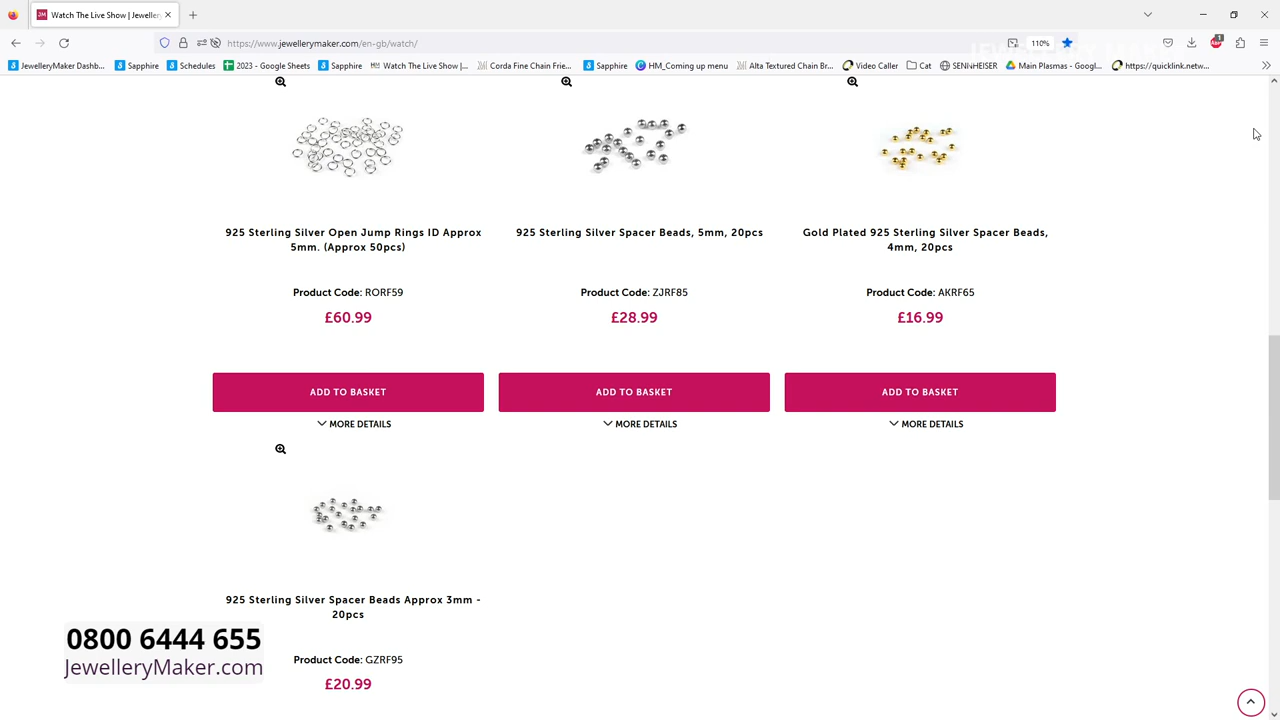 Watch The Live Show | Jeweller
https://www.jewellerymaker.com/en-gb/watch/
110%
1
JewelleryMaker Dashb...
Sapphire
Schedules
2023 - Google Sheets
Sapphire
Watch The Live Show |...
Corda Fine Chain Frie...
Sapphire
HM_Coming up menu
Alta Textured Chain Br...
Video Caller
Cat
SENNHEISER
Main Plasmas - Googl...
https://quicklink.netw...
925 Sterling Silver Open Jump Rings ID Approx
5mm. (Approx 50pcs)
Product Code: RORF59
£60.99
ADD TO BASKET
MORE DETAILS
925 Sterling Silver Spacer Beads, 5mm, 20pcs
Product Code: ZJRF85
£28.99
ADD TO BASKET
MORE DETAILS
Gold Plated 925 Sterling Silver Spacer Beads,
4mm, 20pcs
Product Code: AKRF65
£16.99
ADD TO BASKET
MORE DETAILS
925 Sterling Silver Spacer Beads Approx 3mm -
20pcs
Product Code: GZRF95
£20.99
0800 6444 655
JewelleryMaker.com